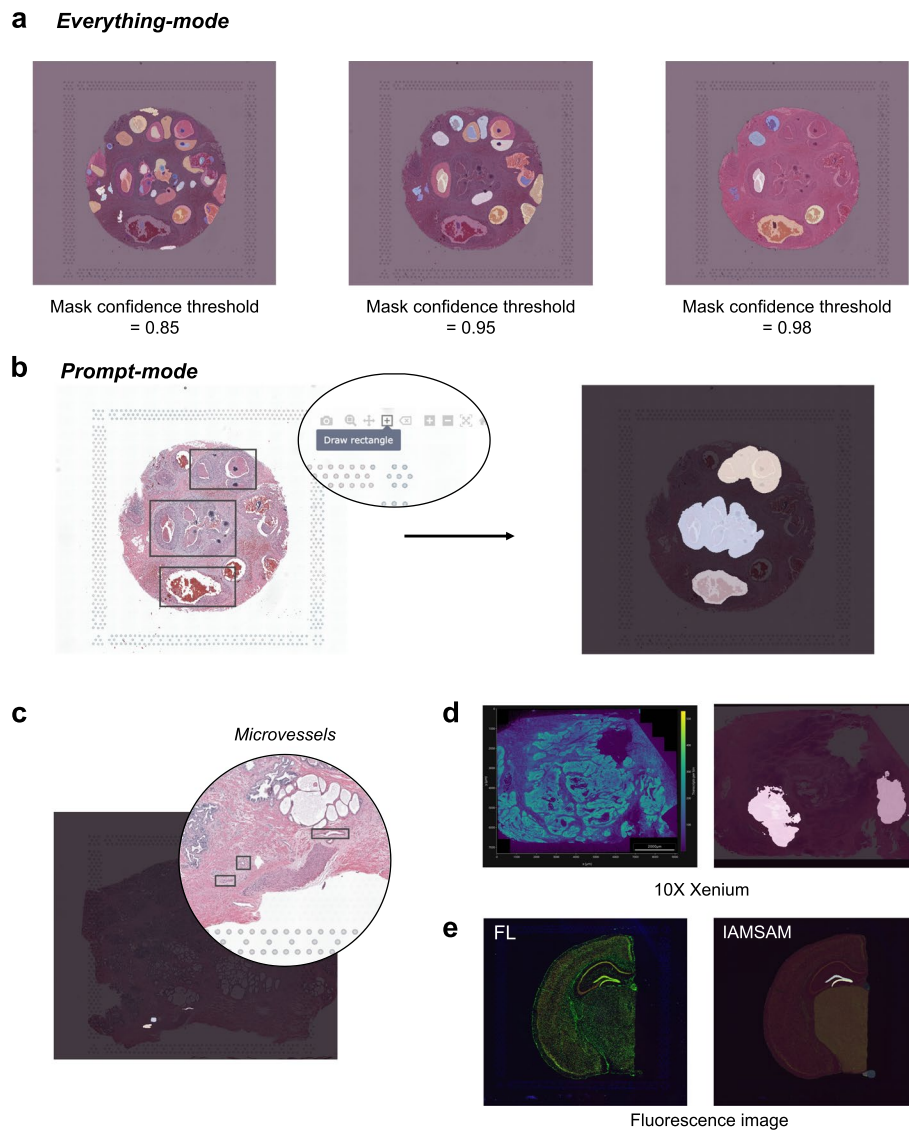 a Everything-mode
Mask confidence threshold
= 0.85
Mask confidence threshold
= 0.95
Mask confidence threshold
= 0.98
b Prompt-mode
Draw rectangle
c
Microvessels
d
10X Xenium
e
FL
IAMSAM
Fluorescence image